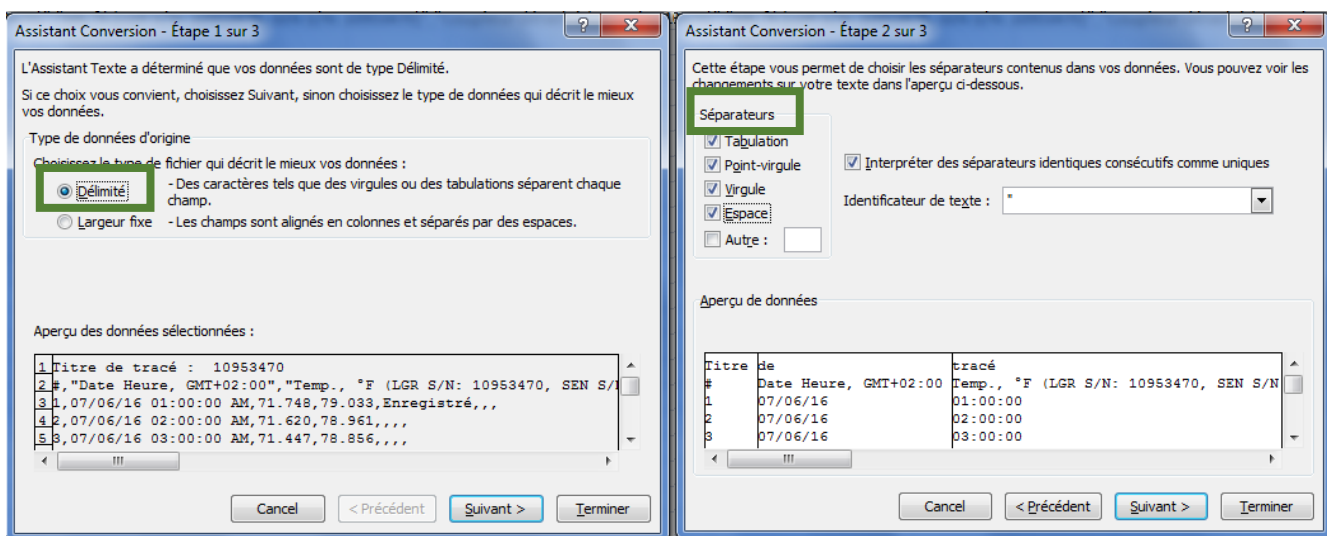 Assistant Conversion - Étape 1 sur 3
L'Assistant Texte a déterminé que vos données sont de type Délimité.
Si ce choix vous convient, choisissez Suivant, sinon choisissez le type de données qui décrit le mieux
vos données.
Type de données d'origine
Choisissez le type de fichier qui décrit le mieux vos données :
Délimité - Des caractères tels que des virgules ou des tabulations séparent chaque
champ.
Largeur fixe - Les champs sont alignés en colonnes et séparés par des espaces.
Aperçu des données sélectionnées :
1 Titre de tracé : 10953470
2 #,"Date Heure, GMT+02:00","Temp., °F (LGR S/N: 10953470, SEN S/
3 1,07/06/16 01:00:00 AM,71.748,79.033,Enregistré,,,
4 2,07/06/16 02:00:00 AM,71.620,78.961,,,,
5 3,07/06/16 03:00:00 AM,71.447,78.856,,,,
Cancel < Précédent Suivant > Terminer
Assistant Conversion - Étape 2 sur 3
Cette étape vous permet de choisir les séparateurs contenus dans vos données. Vous pouvez voir les
changements sur votre texte dans l'aperçu ci-dessous.
Séparateurs
Tabulation
Point-virgule
Virgule
Espace
Autre :
Interpréter des séparateurs identiques consécutifs comme uniques
Identificateur de texte : "
Aperçu de données
Titre de tracé
# Date Heure, GMT+02:00 Temp., °F (LGR S/N: 10953470, SEN S/N
1 07/06/16 01:00:00
2 07/06/16 02:00:00
3 07/06/16 03:00:00
Cancel < Précédent Suivant > Terminer